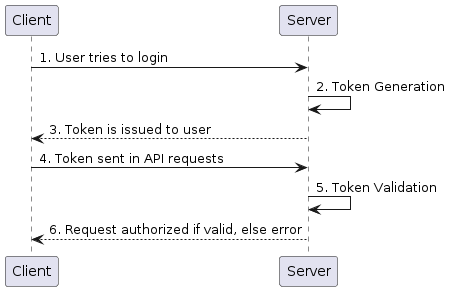 Client
Server
1. User tries to login
2. Token Generation
3. Token is issued to user
4. Token sent in API requests
5. Token Validation
6. Request authorized if valid, else error
Client
Server